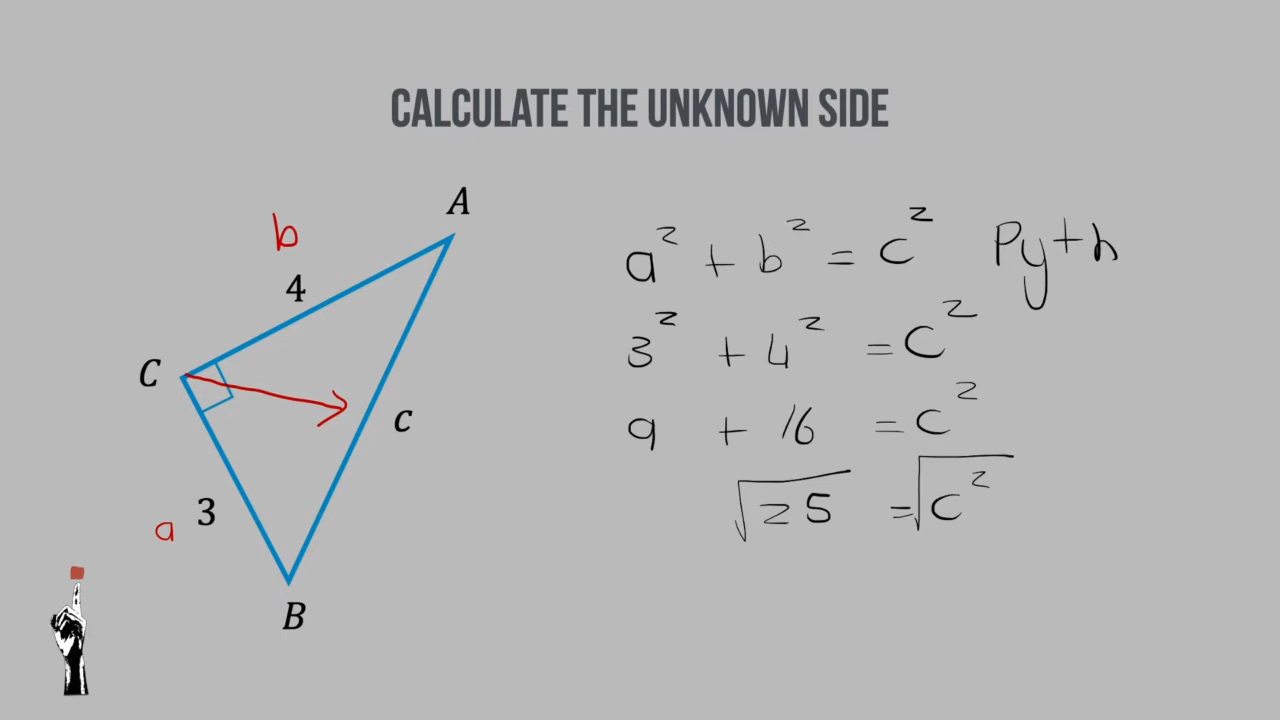 CALCULATE THE UNKNOWN SIDE
A
b
4
C
c
3
a
B
a² + b² = c² Pyth
3² + 4² = c²
9 + 16 = c²
√25 = √c²